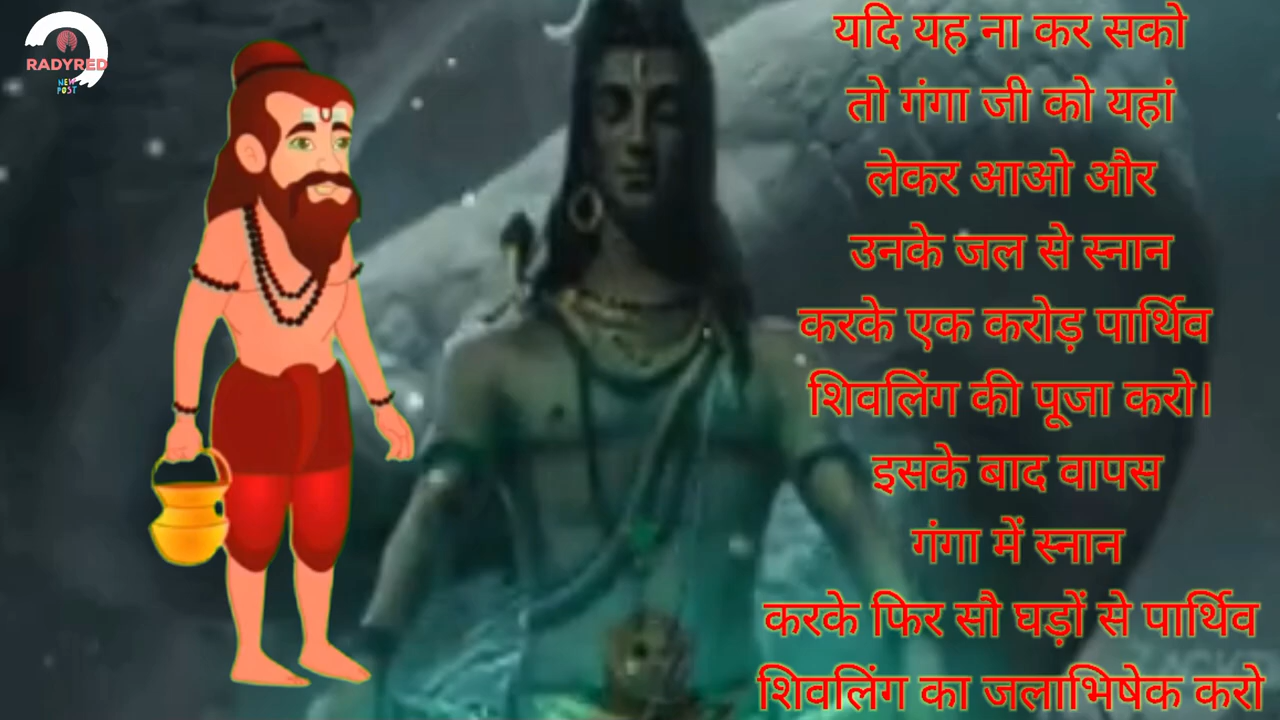 RADYRED
NEW
POST
यदि यह ना कर सको
तो गंगा जी को यहां
लेकर आओ और
उनके जल से स्नान
करके एक करोड़ पार्थिव
शिवलिंग की पूजा करो।
इसके बाद वापस
गंगा में स्नान
करके फिर सौ घड़ों से पार्थिव
शिवलिंग का जलाभिषेक करो